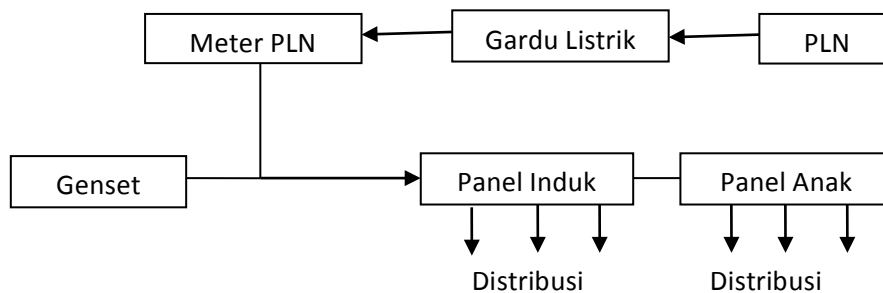 Meter PLN
Gardu Listrik
PLN
Genset
Panel Induk
Panel Anak
Distribusi
Distribusi